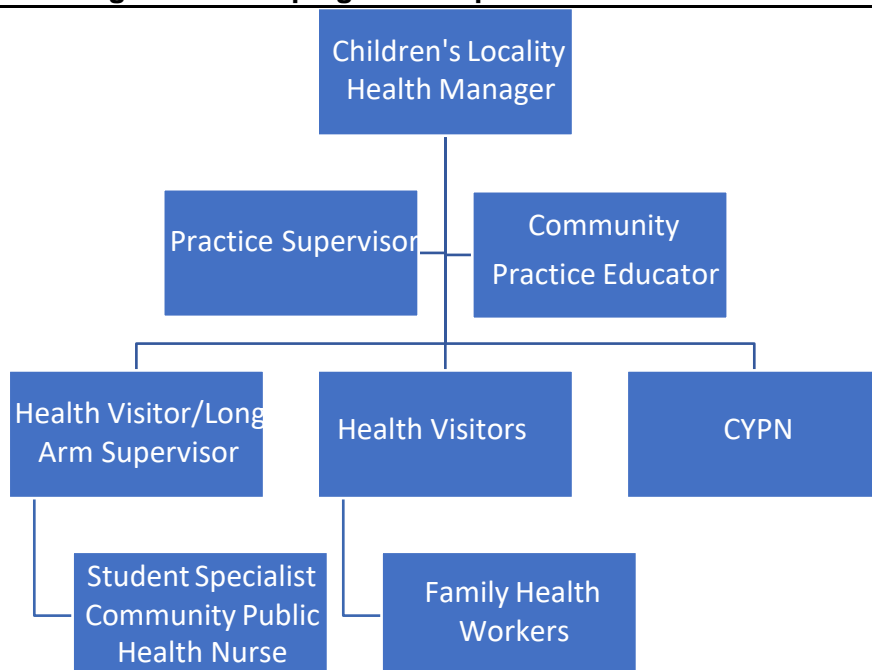 Children's Locality
Health Manager
Practice Supervisor
Community
Practice Educator
Health Visitor/Long
Arm Supervisor
Health Visitors
CYPN
Student Specialist
Community Public
Health Nurse
Family Health
Workers